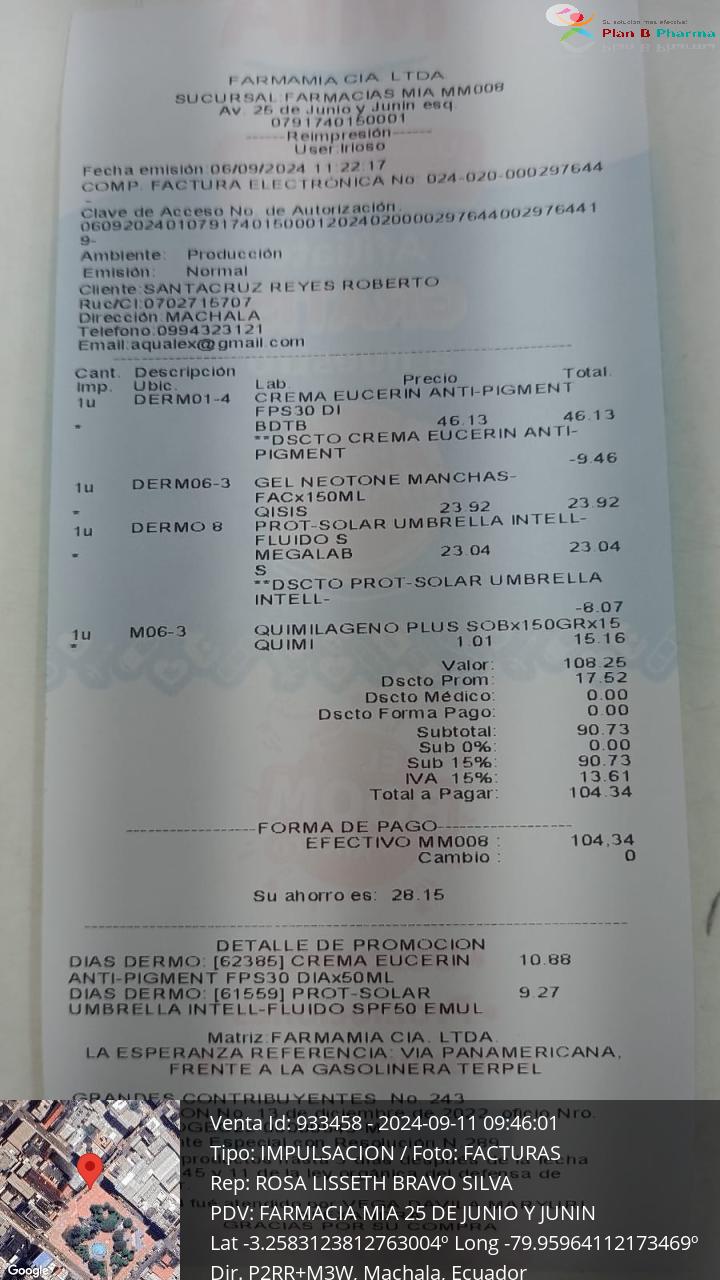 Su solución más efectiva!
Plan B Pharma
FARMAMIA CIA. LTDA.
SUCURSAL:FARMACIAS MIA MM008
Av. 25 de Junio y Junin esq.
0791740150001
------Reimpresión------
User:lrioso
Fecha emisión:06/09/2024 11:22:17
COMP. FACTURA ELECTRÓNICA No. 024-020-000297644
-
Clave de Acceso No. de Autorización.
060920240107917401500012024020000297644002976441
9-
Ambiente: Producción
Emisión: Normal
Cliente:SANTACRUZ REYES ROBERTO
Ruc/CI:0702715707
Dirección:MACHALA
Telefono:0994323121
Email:aqualex@gmail.com
Cant. Descripción
Imp. Ubic. Lab. Precio Total.
1u DERM01-4 CREMA EUCERIN ANTI-PIGMENT
FPS30 DI
* BDTB 46.13 46.13
**DSCTO CREMA EUCERIN ANTI-
PIGMENT -9.46
1u DERM06-3 GEL NEOTONE MANCHAS-
FACx150ML
* QISIS 23.92 23.92
1u DERMO 8 PROT-SOLAR UMBRELLA INTELL-
FLUIDO S
* MEGALAB 23.04 23.04
S
**DSCTO PROT-SOLAR UMBRELLA
INTELL-
-8.07
1u M06-3 QUIMILAGENO PLUS SOBx150GRx15
* QUIMI 1.01 15.16
Valor: 108.25
Dscto Prom: 17.52
Dscto Médico: 0.00
Dscto Forma Pago: 0.00
Subtotal: 90.73
Sub 0%: 0.00
Sub 15%: 90.73
IVA 15%: 13.61
Total a Pagar: 104.34
------------------FORMA DE PAGO------------------
EFECTIVO MM008 : 104,34
Cambio : 0
Su ahorro es: 28.15
DETALLE DE PROMOCION
DIAS DERMO: [62385] CREMA EUCERIN 10.88
ANTI-PIGMENT FPS30 DIAx50ML
DIAS DERMO: [61559] PROT-SOLAR 9.27
UMBRELLA INTELL-FLUIDO SPF50 EMUL
Matriz:FARMAMIA CIA. LTDA.
LA ESPERANZA REFERENCIA: VIA PANAMERICANA,
FRENTE A LA GASOLINERA TERPEL
GRANDES CONTRIBUYENTES No. 243
No. 13 de diciembre de 2022, oficio Nro.
Venta Id: 933458 - 2024-09-11 09:46:01
Tipo: IMPULSACION / Foto: FACTURAS
Rep: ROSA LISSETH BRAVO SILVA
PDV: FARMACIA MIA 25 DE JUNIO Y JUNIN
GRACIAS POR SU COMPRA
Lat -3.2583123812763004º Long -79.95964112173469º
Dir. P2RR+M3W, Machala, Ecuador
Google